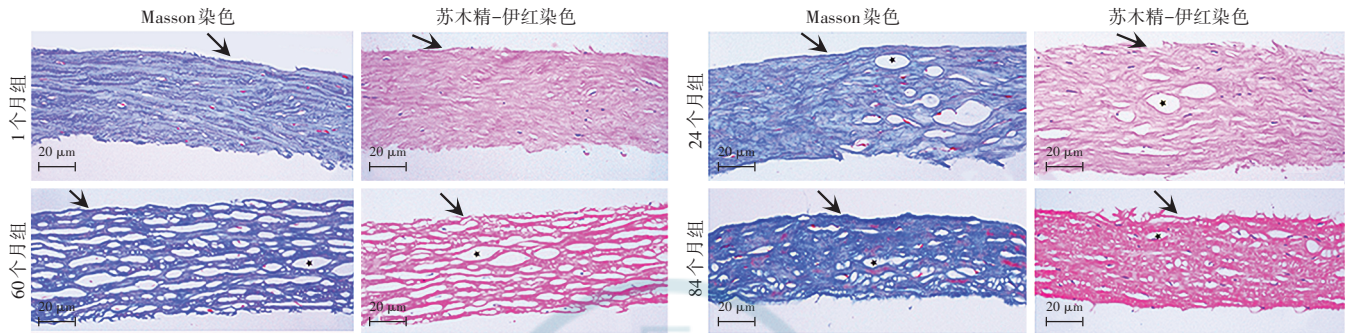 Masson染色 苏木精-伊红染色 Masson染色 苏木精-伊红染色
1个月组 20 μm 20 μm 24个月组 20 μm 20 μm
60个月组 20 μm 20 μm 84个月组 20 μm 20 μm